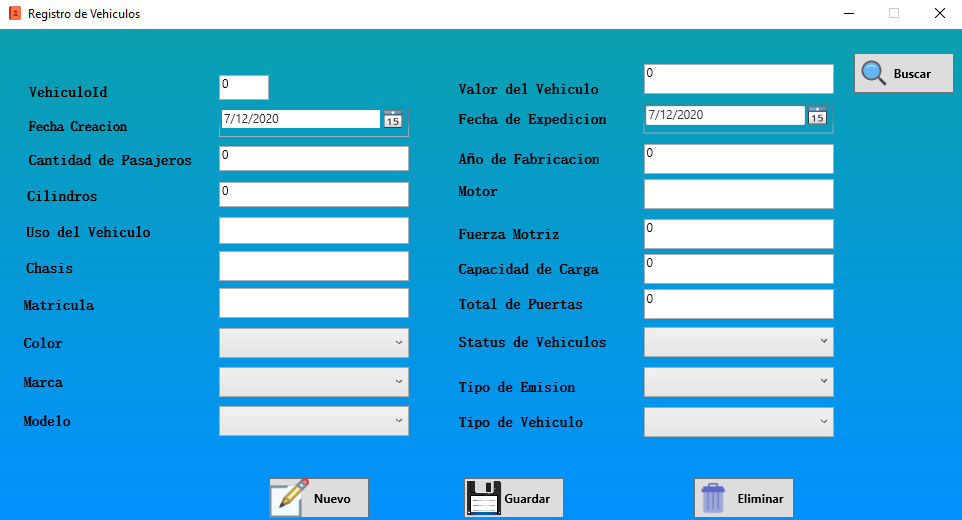 Registro de Vehiculos
Buscar
VehiculoId 0
Fecha Creacion 7/12/2020 15
Cantidad de Pasajeros 0
Cilindros 0
Uso del Vehiculo
Chasis
Matricula
Color
Marca
Modelo
Valor del Vehiculo 0
Fecha de Expedicion 7/12/2020 15
Año de Fabricacion 0
Motor
Fuerza Motriz 0
Capacidad de Carga 0
Total de Puertas 0
Status de Vehiculos
Tipo de Emision
Tipo de Vehiculo
Nuevo
Guardar
Eliminar